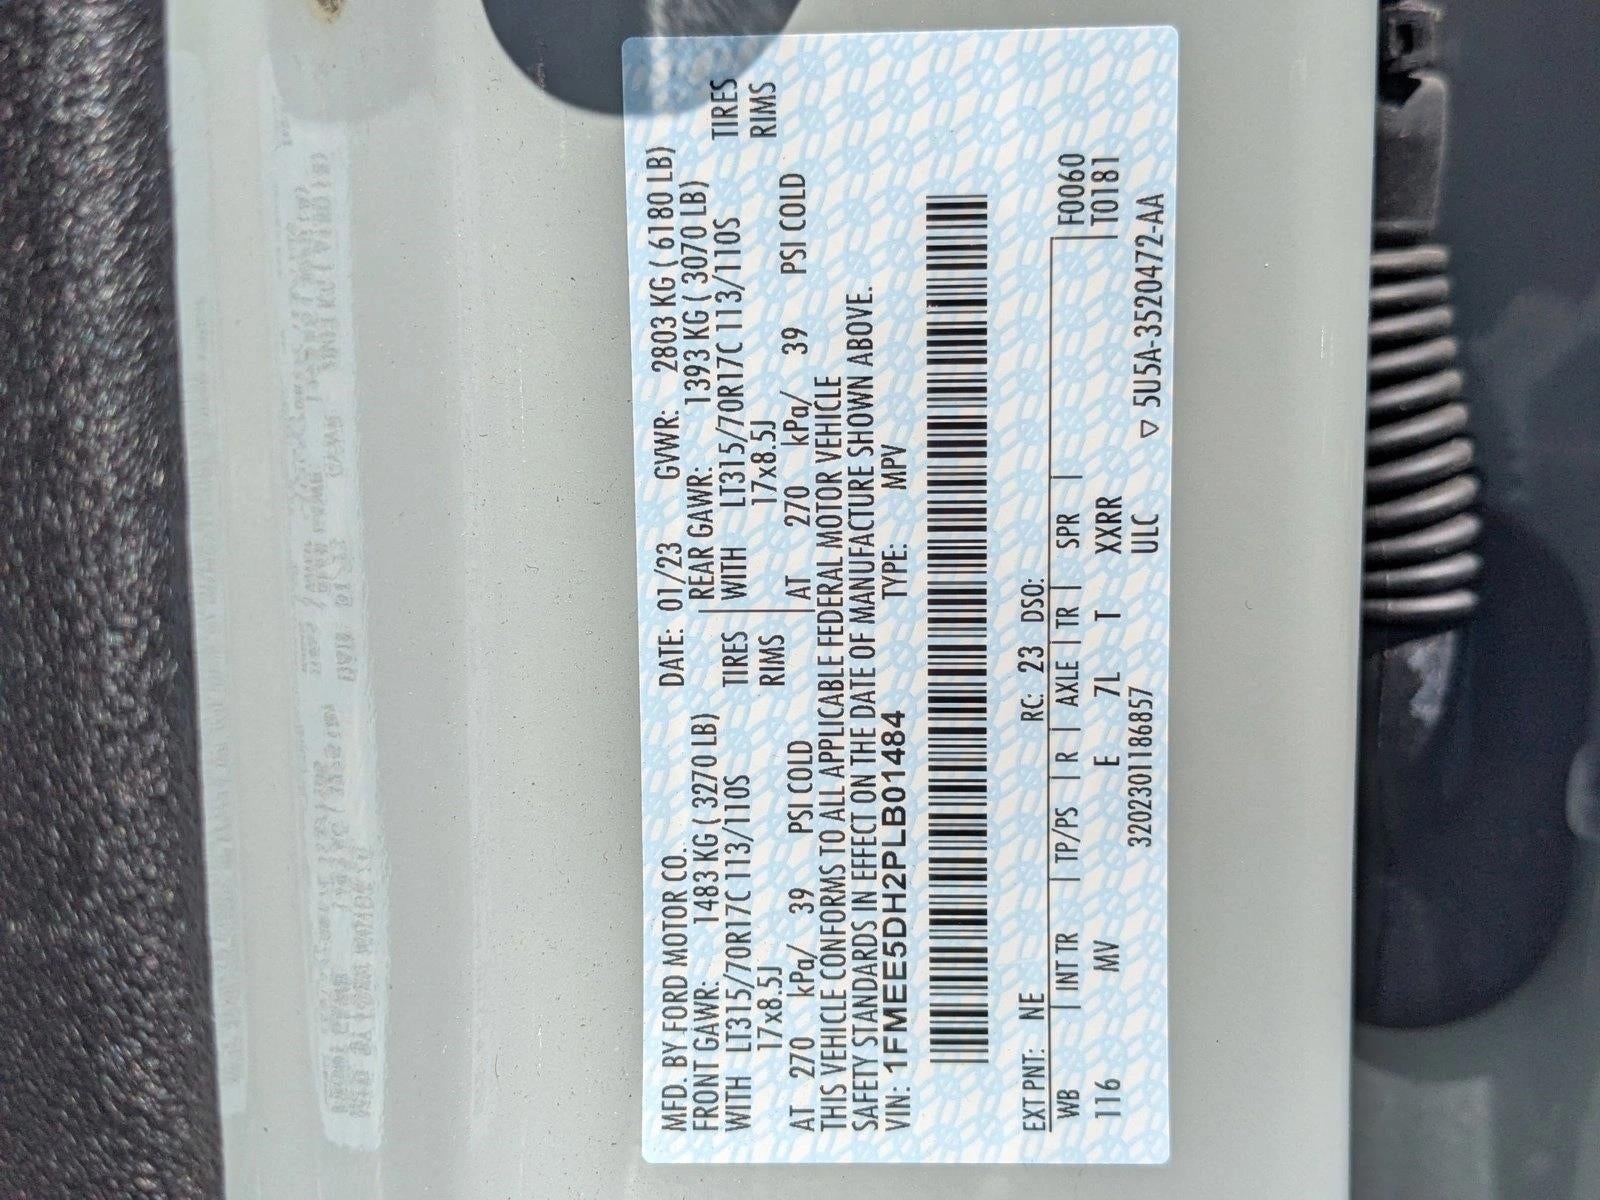 MFD. BY FORD MOTOR CO. DATE: 01/23 GVWR: 2803 KG ( 6180 LB)
FRONT GAWR: 1483 KG ( 3270 LB) REAR GAWR: 1393 KG ( 3070 LB)
WITH LT315/70R17C 113/110S TIRES WITH LT315/70R17C 113/110S TIRES
17x8.5J RIMS 17x8.5J RIMS
AT 270 kPa/ 39 PSI COLD AT 270 kPa/ 39 PSI COLD
THIS VEHICLE CONFORMS TO ALL APPLICABLE FEDERAL MOTOR VEHICLE
SAFETY STANDARDS IN EFFECT ON THE DATE OF MANUFACTURE SHOWN ABOVE.
VIN: 1FMEE5DH2PLB01484 TYPE: MPV
EXT PNT: NE RC: 23 DSO:
WB INT TR TP/PS R AXLE TR SPR F0060
116 MV E 7L T XXRR T0181
320230118685​7 ULC ▽ 5U5A-3520472-AA